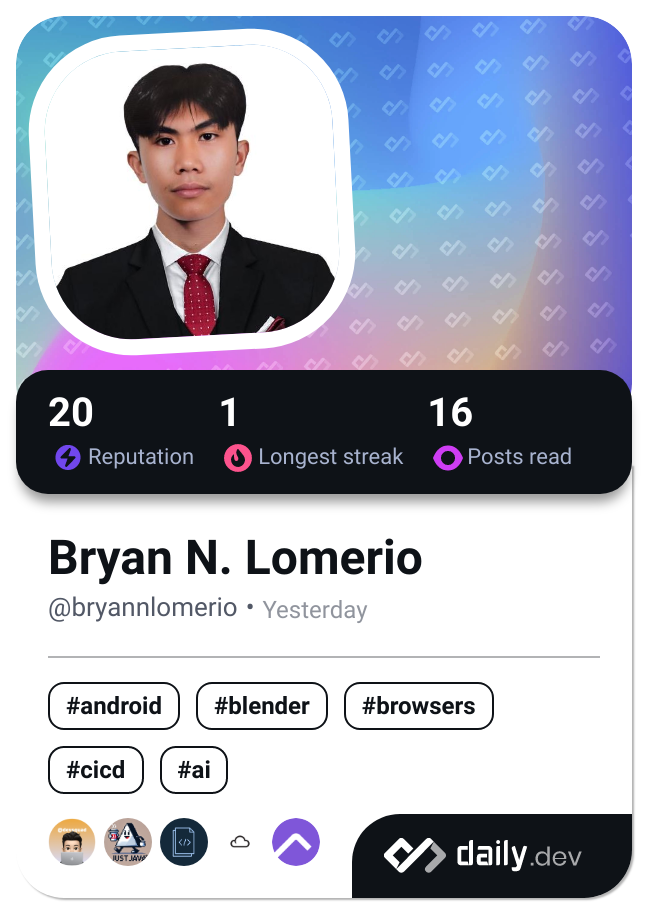 20 1 16
Reputation Longest streak Posts read
Bryan N. Lomerio
@bryannlomerio • Yesterday
#android #blender #browsers
#cicd #ai
JUST JAVA
</>
daily.dev